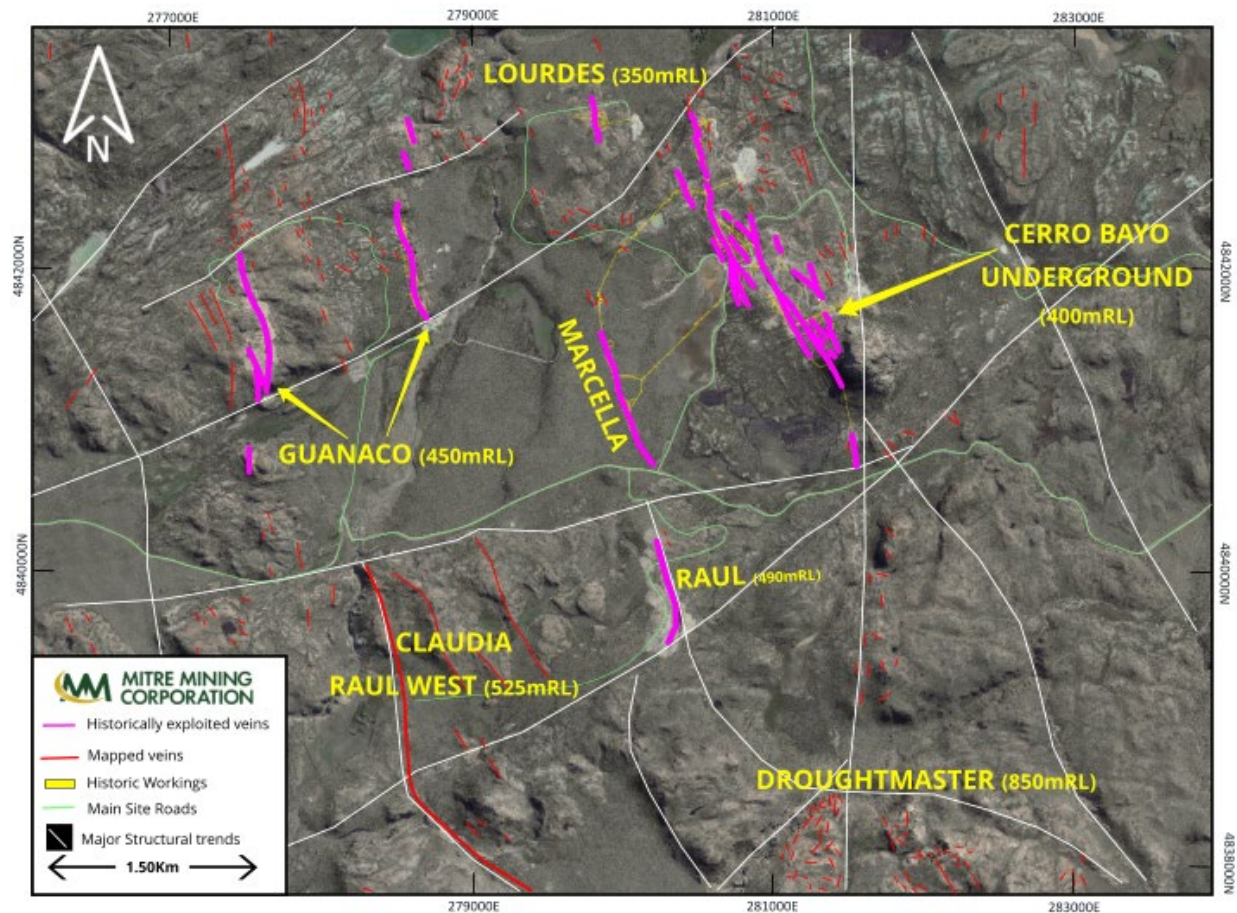 277000E
279000E
281000E
283000E
LOURDES (350mRL)
N
4842000N
4842000N
CERRO BAYO
UNDERGROUND
(400mRL)
MARCELLA
GUANACO (450mRL)
4840000N
4840000N
RAUL (490mRL)
CLAUDIA
RAUL WEST (525mRL)
MM MITRE MINING
CORPORATION
Historically exploited veins
Mapped veins
Historic Workings
Main Site Roads
Major Structural trends
1.50Km
DROUGHTMASTER (850mRL)
4838000N
279000E
281000E
283000E